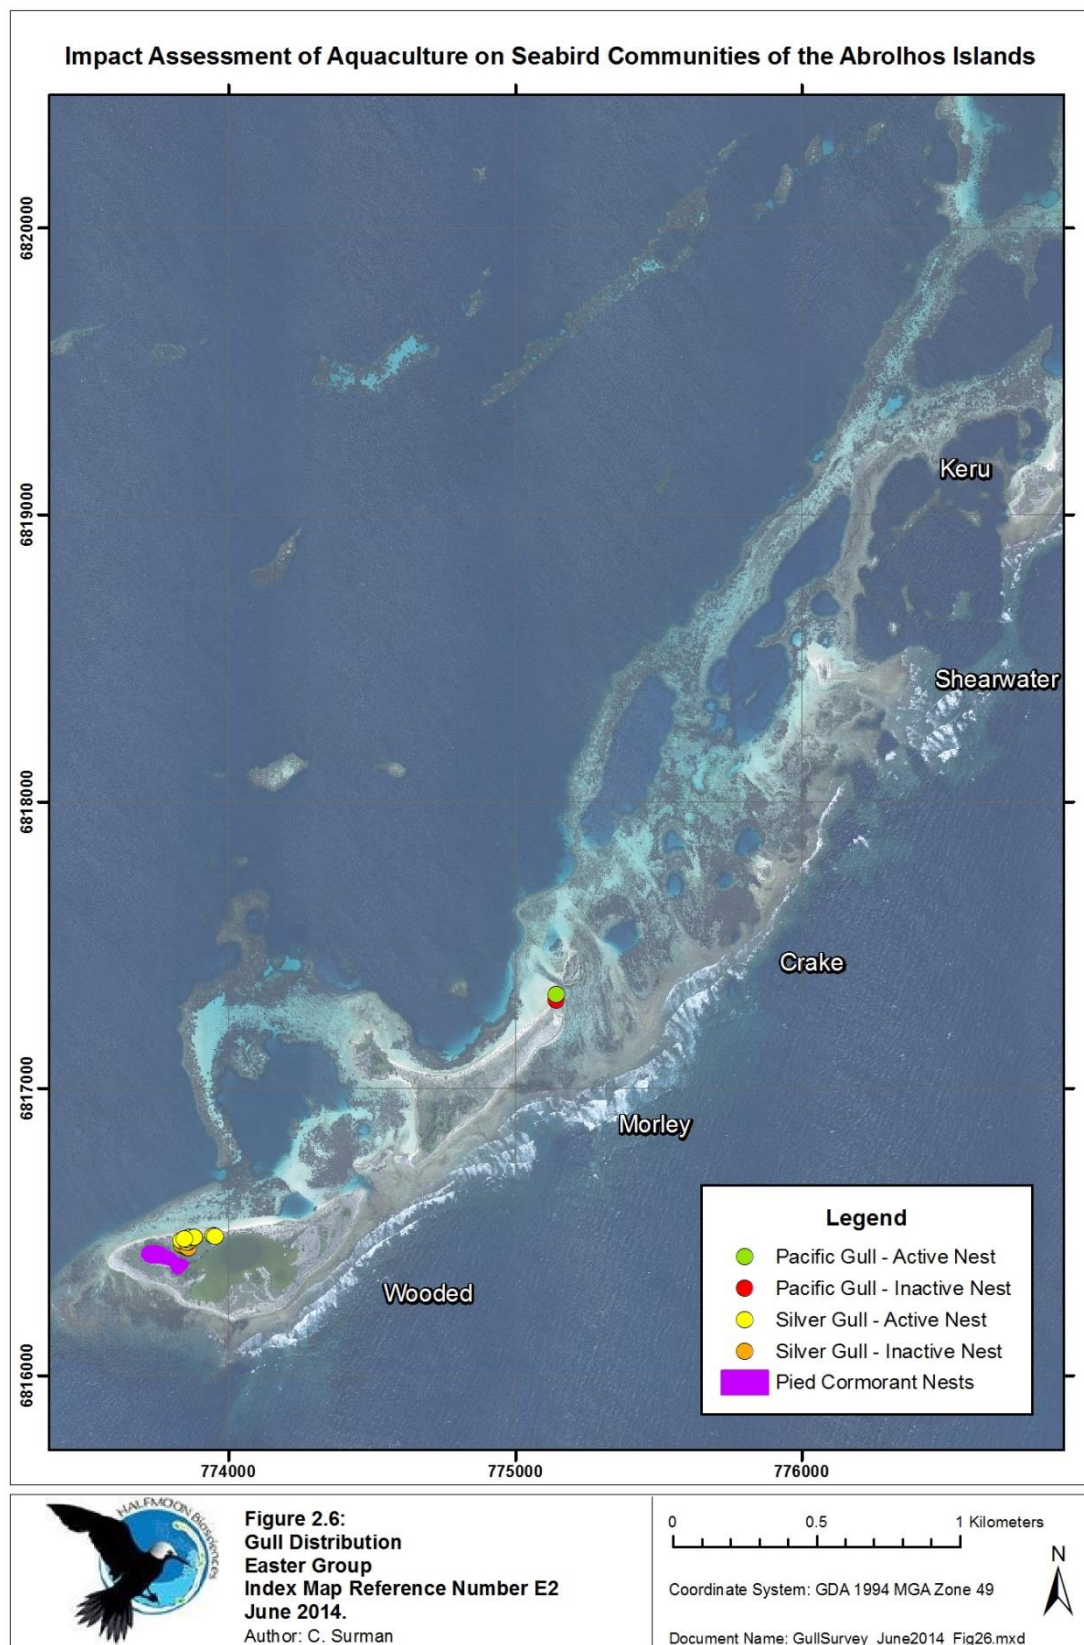 Impact Assessment of Aquaculture on Seabird Communities of the Abrolhos Islands
6820000
6819000
6818000
6817000
6816000
Keru
Shearwater
Crake
Morley
Wooded
Legend
Pacific Gull - Active Nest
Pacific Gull - Inactive Nest
Silver Gull - Active Nest
Silver Gull - Inactive Nest
Pied Cormorant Nests
774000
775000
776000
HALFMOON Biosciences
Figure 2.6:
Gull Distribution
Easter Group
Index Map Reference Number E2
June 2014.
Author: C. Surman
0 0.5 1 Kilometers
N
Coordinate System: GDA 1994 MGA Zone 49
Document Name: GullSurvey_June2014_Fig26.mxd